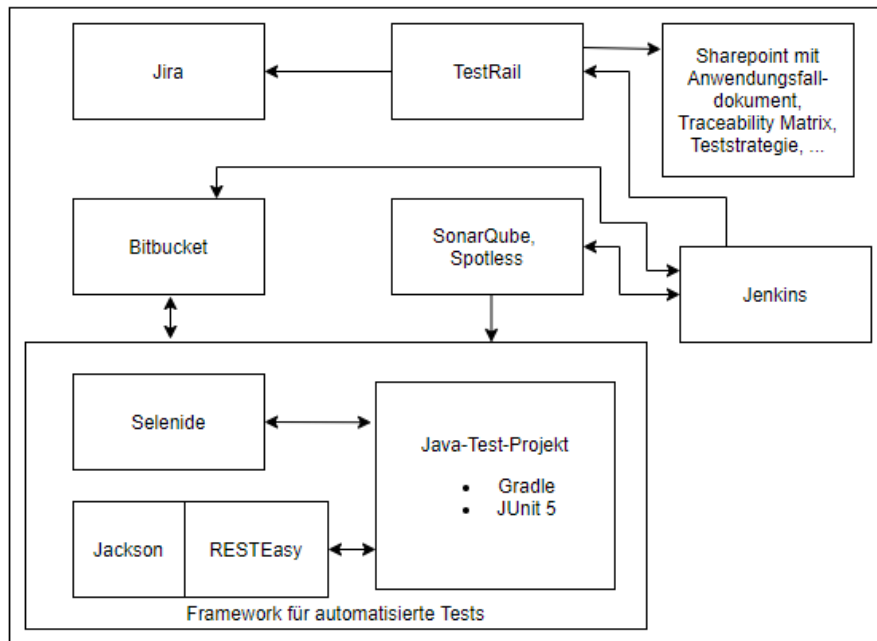 Jira
TestRail
Sharepoint mit
Anwendungsfall-
dokument,
Traceability Matrix,
Teststrategie, ...
Bitbucket
SonarQube,
Spotless
Jenkins
Selenide
Java-Test-Projekt
• Gradle
• JUnit 5
Jackson
RESTEasy
Framework für automatisierte Tests